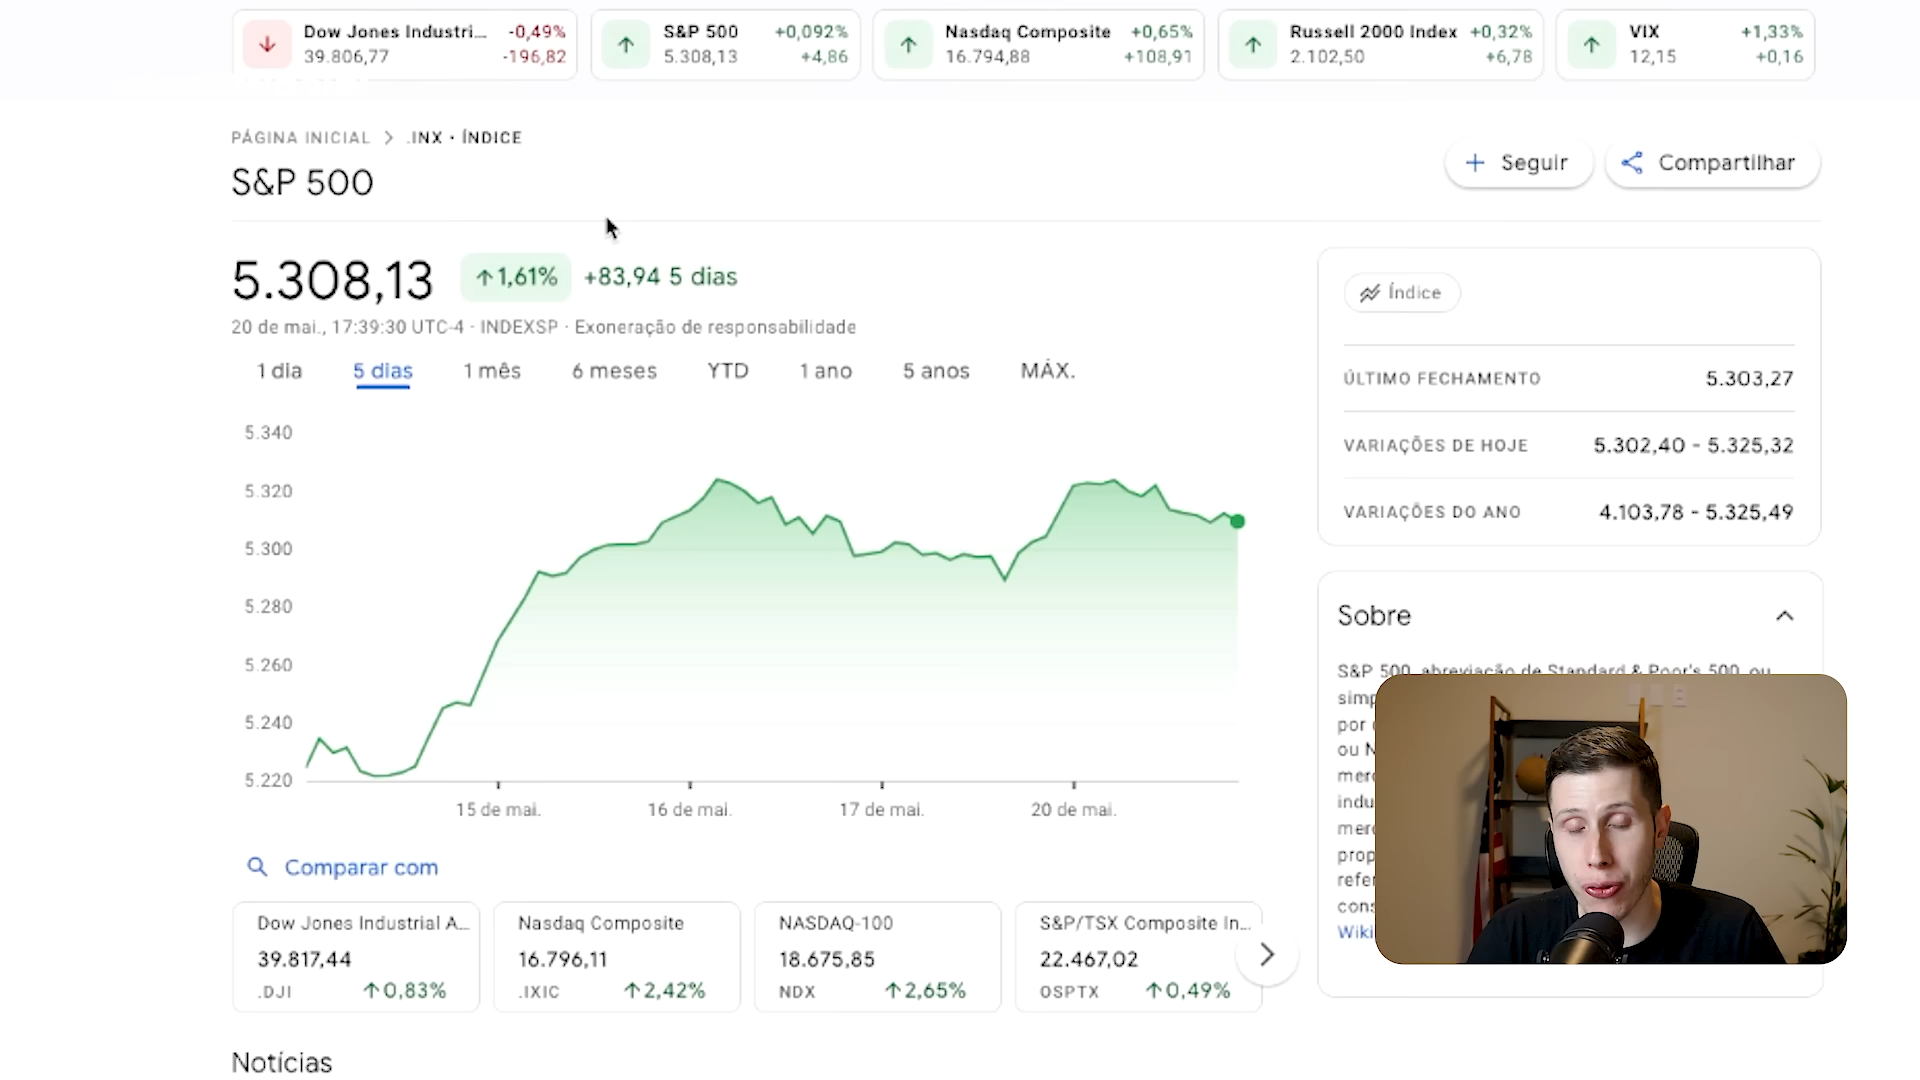 Dow Jones Industri... -0,49%
39.806,77 -196,82
S&P 500 +0,092%
5.308,13 +4,86
Nasdaq Composite +0,65%
16.794,88 +108,91
Russell 2000 Index +0,32%
2.102,50 +6,78
VIX +1,33%
12,15 +0,16
PÁGINA INICIAL > .INX · ÍNDICE
S&P 500
+ Seguir
Compartilhar
5.308,13 ↑1,61% +83,94 5 dias
20 de mai., 17:39:30 UTC-4 · INDEXSP · Exoneração de responsabilidade
1 dia 5 dias 1 mês 6 meses YTD 1 ano 5 anos MÁX.
5.340
5.320
5.300
5.280
5.260
5.240
5.220
15 de mai. 16 de mai. 17 de mai. 20 de mai.
Comparar com
Dow Jones Industrial A...
39.817,44
.DJI ↑0,83%
Nasdaq Composite
16.796,11
.IXIC ↑2,42%
NASDAQ-100
18.675,85
NDX ↑2,65%
S&P/TSX Composite In...
22.467,02
OSPTX ↑0,49%
Notícias
Índice
ÚLTIMO FECHAMENTO 5.303,27
VARIAÇÕES DE HOJE 5.302,40 - 5.325,32
VARIAÇÕES DO ANO 4.103,78 - 5.325,49
Sobre
S&P 500, abreviação de Standard & Poor's 500, ou
por
ou